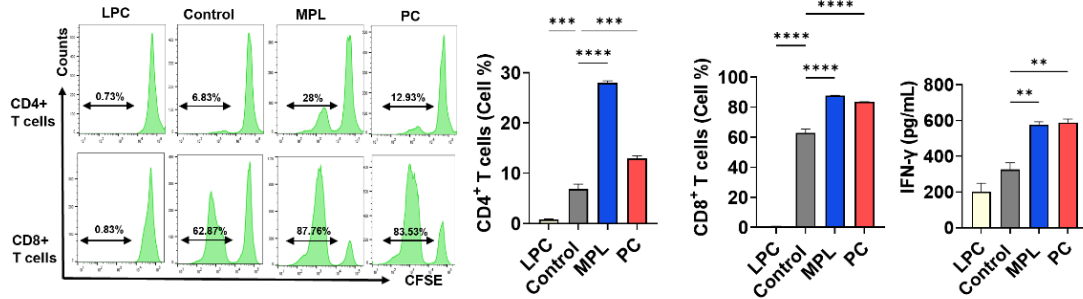 LPC Control MPL PC
Counts
CD4+
T cells
0.73%
6.83%
28%
12.93%
CD8+
T cells
0.83%
62.87%
87.76%
83.53%
CFSE
*** ***
****
CD4+ T cells (Cell %)
30
20
10
0
LPC
Control
MPL
PC
****
**** ****
CD8+ T cells (Cell %)
100
80
60
40
20
0
LPC
Control
MPL
PC
**
**
IFN-γ (pg/mL)
800
600
400
200
0
LPC
Control
MPL
PC